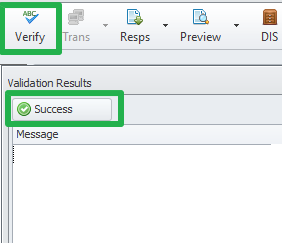 ABC
Verify Trans Resps Preview DIS
Validation Results
Success
Message